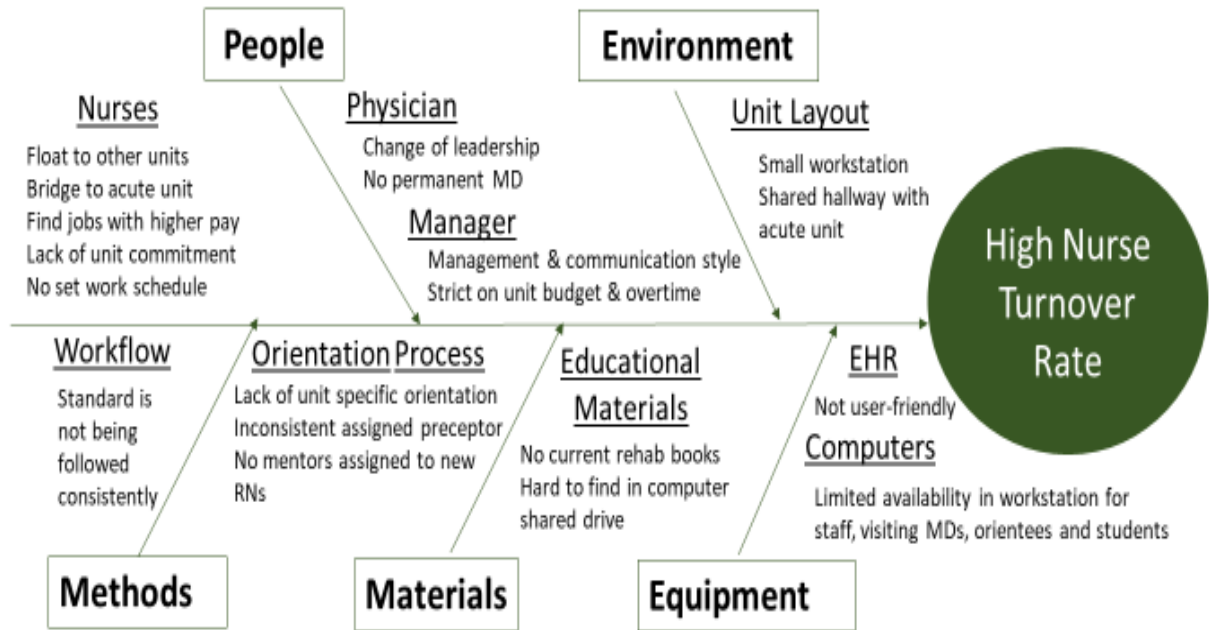 People
Environment
Nurses
Float to other units
Bridge to acute unit
Find jobs with higher pay
Lack of unit commitment
No set work schedule
Physician
Change of leadership
No permanent MD
Manager
Management & communication style
Strict on unit budget & overtime
Unit Layout
Small workstation
Shared hallway with
acute unit
High Nurse
Turnover
Rate
Workflow
Standard is
not being
followed
consistently
Orientation Process
Lack of unit specific orientation
Inconsistent assigned preceptor
No mentors assigned to new
RNs
Educational
Materials
No current rehab books
Hard to find in computer
shared drive
EHR
Not user-friendly
Computers
Limited availability in workstation for
staff, visiting MDs, orientees and students
Methods
Materials
Equipment